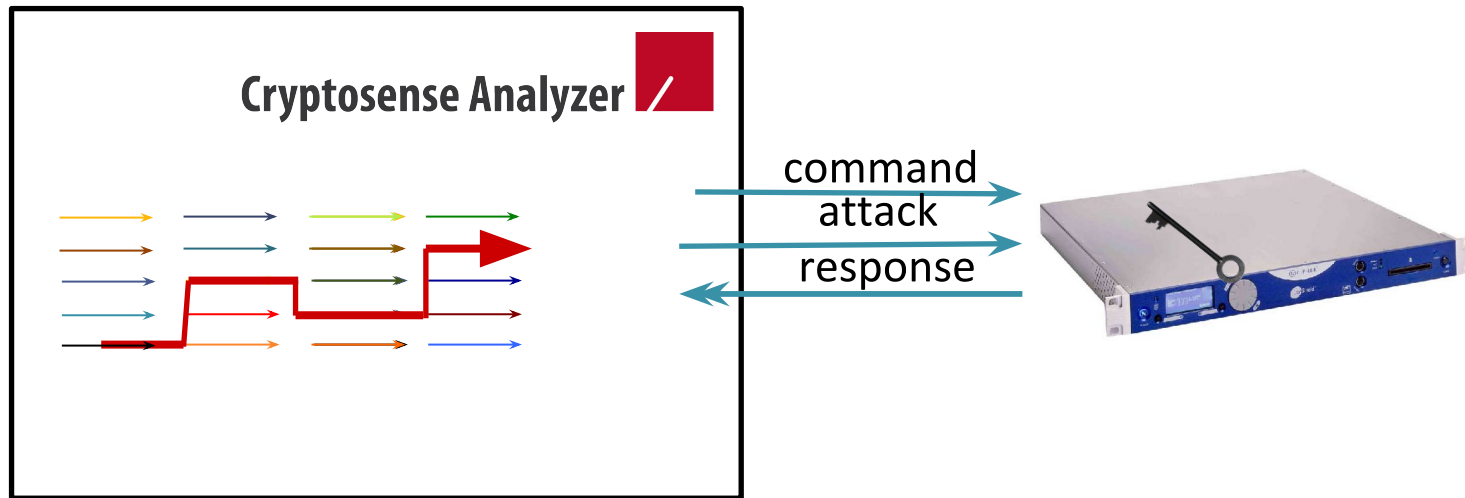 Cryptosense Analyzer
command
attack
response